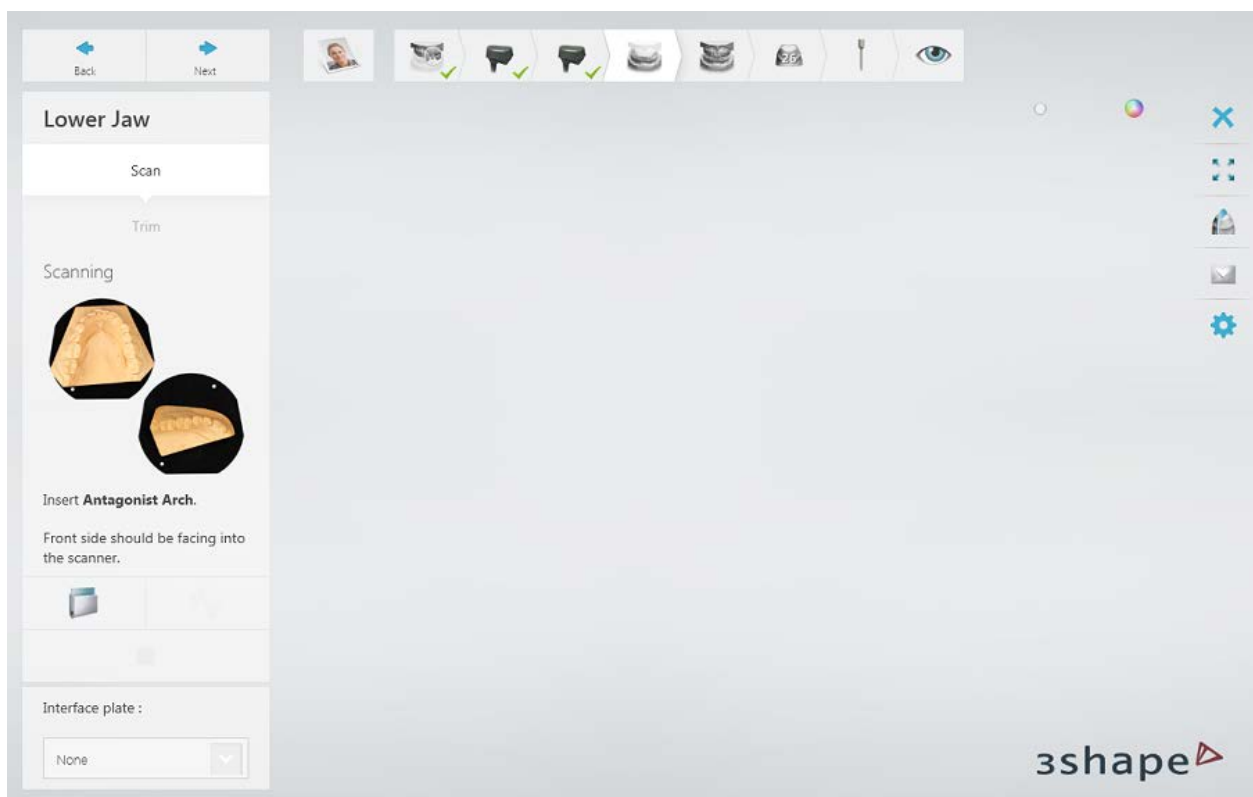 Back
Next
26
Lower Jaw
Scan
Trim
Scanning
Insert Antagonist Arch.
Front side should be facing into
the scanner.
Interface plate :
None
3shape